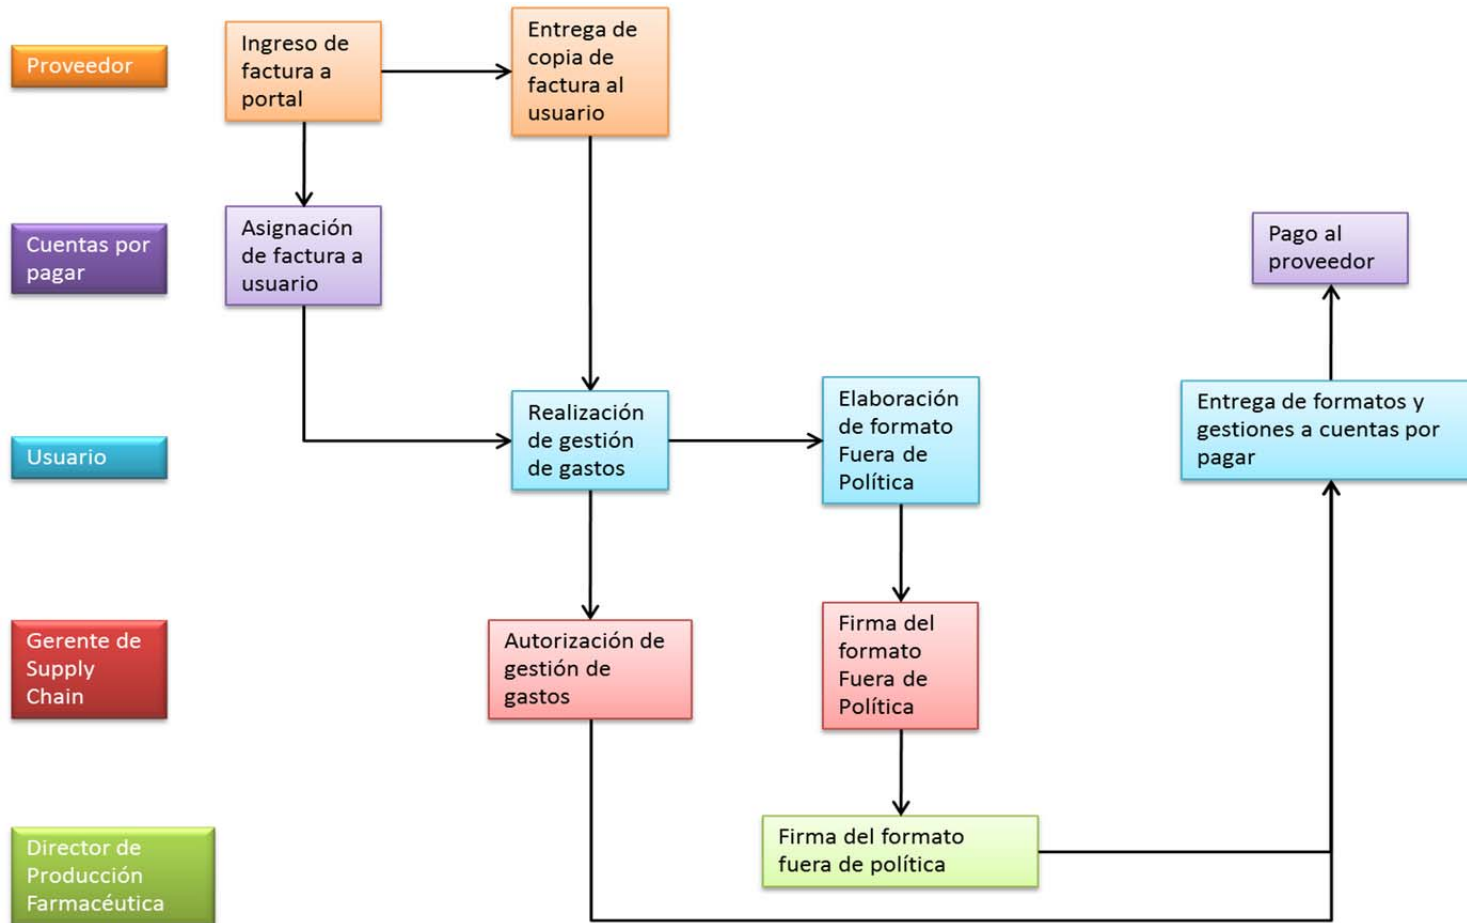 Proveedor
Ingreso de
factura a
portal
Entrega de
copia de
factura al
usuario
Cuentas por
pagar
Asignación
de factura a
usuario
Pago al
proveedor
Usuario
Realización
de gestión
de gastos
Elaboración
de formato
Fuera de
Política
Entrega de formatos y
gestiones a cuentas por
pagar
Gerente de
Supply
Chain
Autorización de
gestión de
gastos
Firma del
formato
Fuera de
Política
Director de
Producción
Farmacéutica
Firma del formato
fuera de política